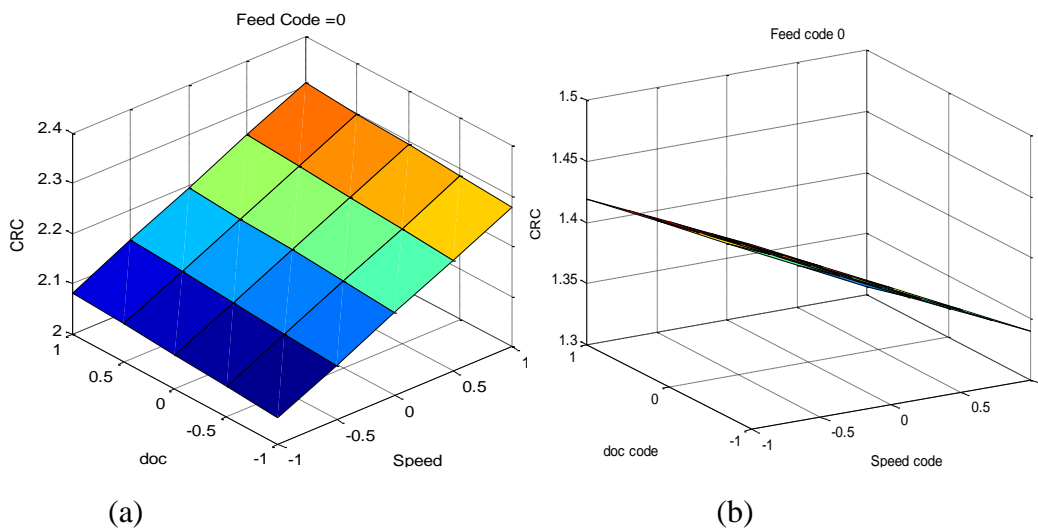 Feed Code =0
2.4
2.3
2.2
2.1
2
CRC
1
0.5
0
-0.5
-1
doc
-1
-0.5
0
0.5
1
Speed
(a)
Feed code 0
1.5
1.45
1.4
1.35
1.3
CRC
1
0
-1
doc code
-1
-0.5
0
0.5
Speed code
(b)